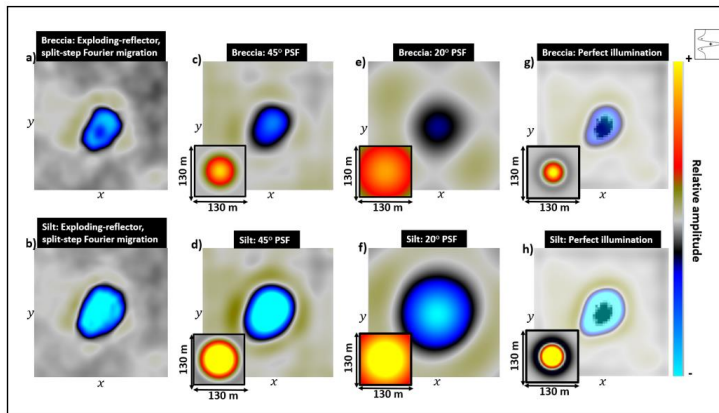 Breccia: Exploding-reflector,
split-step Fourier migration
a)
y
x
c)
Breccia: 45° PSF
y
130 m
130 m
x
e)
Breccia: 20° PSF
y
130 m
130 m
x
g)
Breccia: Perfect illumination
y
130 m
130 m
x
+
Relative amplitude
-
Silt: Exploding-reflector,
split-step Fourier migration
b)
y
x
d)
Silt: 45° PSF
y
130 m
130 m
x
f)
Silt: 20° PSF
y
130 m
130 m
x
h)
Silt: Perfect illumination
y
130 m
130 m
x